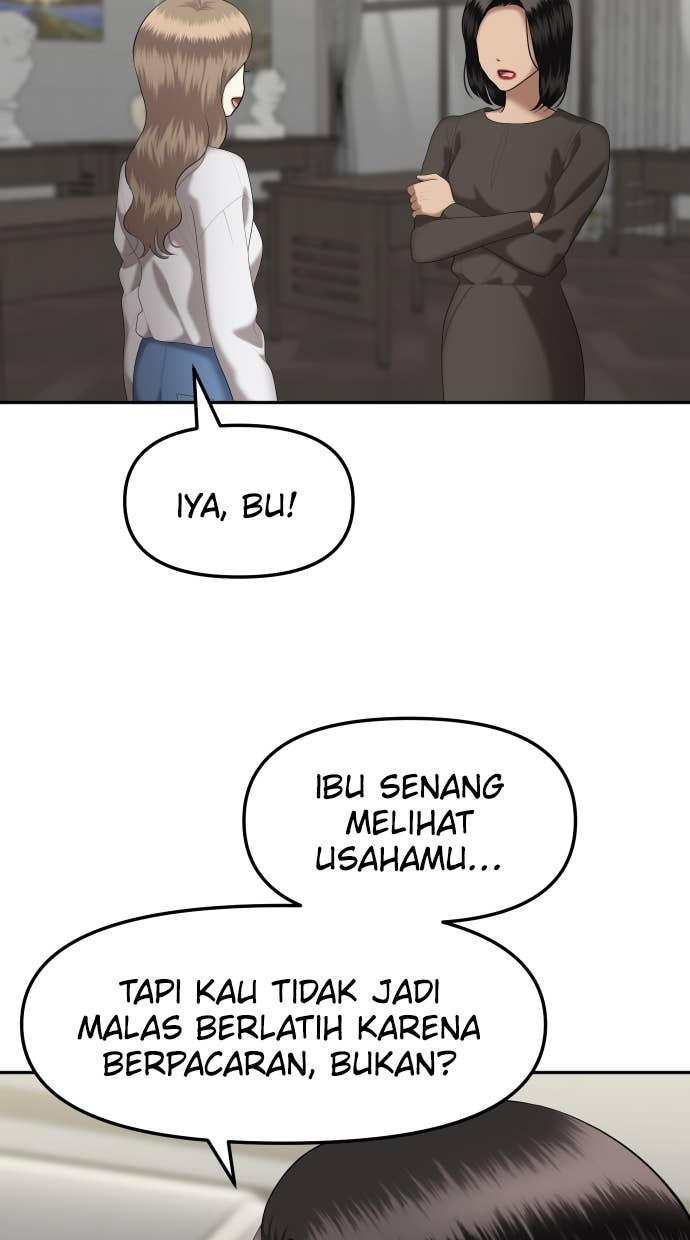 IYA, BU!
IBU SENANG
MELIHAT
USAHAMU...
TAPI KAU TIDAK JADI
MALAS BERLATIH KARENA
BERPACARAN, BUKAN?